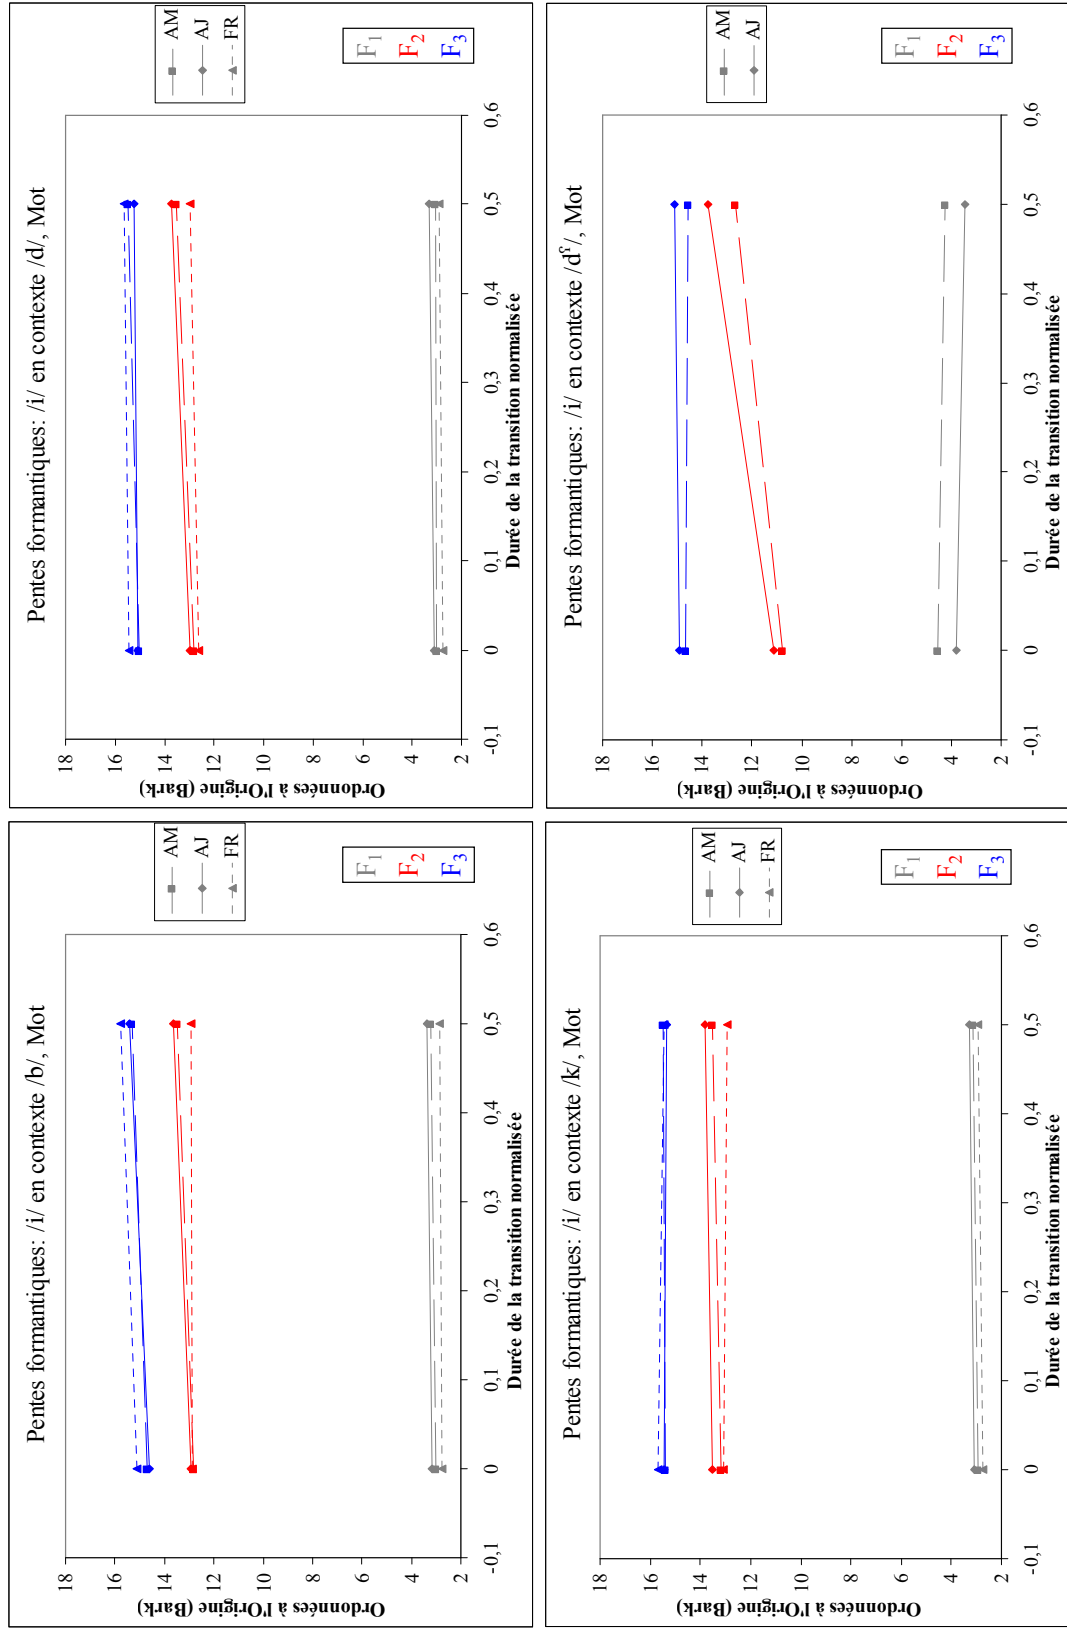 Pentes formantiques: /i/ en contexte /b/, Mot
Ordonnées à l'Origine (Bark)
18
16
14
12
10
8
6
4
2
-0,1
0
0,1
0,2
0,3
0,4
0,5
0,6
Durée de la transition normalisée
AM
AJ
FR
F1
F2
F3
Pentes formantiques: /i/ en contexte /d/, Mot
Ordonnées à l'Origine (Bark)
18
16
14
12
10
8
6
4
2
-0,1
0
0,1
0,2
0,3
0,4
0,5
0,6
Durée de la transition normalisée
AM
AJ
FR
F1
F2
F3
Pentes formantiques: /i/ en contexte /k/, Mot
Ordonnées à l'Origine (Bark)
18
16
14
12
10
8
6
4
2
-0,1
0
0,1
0,2
0,3
0,4
0,5
0,6
Durée de la transition normalisée
AM
AJ
FR
F1
F2
F3
Pentes formantiques: /i/ en contexte /dˤ/, Mot
Ordonnées à l'Origine (Bark)
18
16
14
12
10
8
6
4
2
-0,1
0
0,1
0,2
0,3
0,4
0,5
0,6
Durée de la transition normalisée
AM
AJ
F1
F2
F3